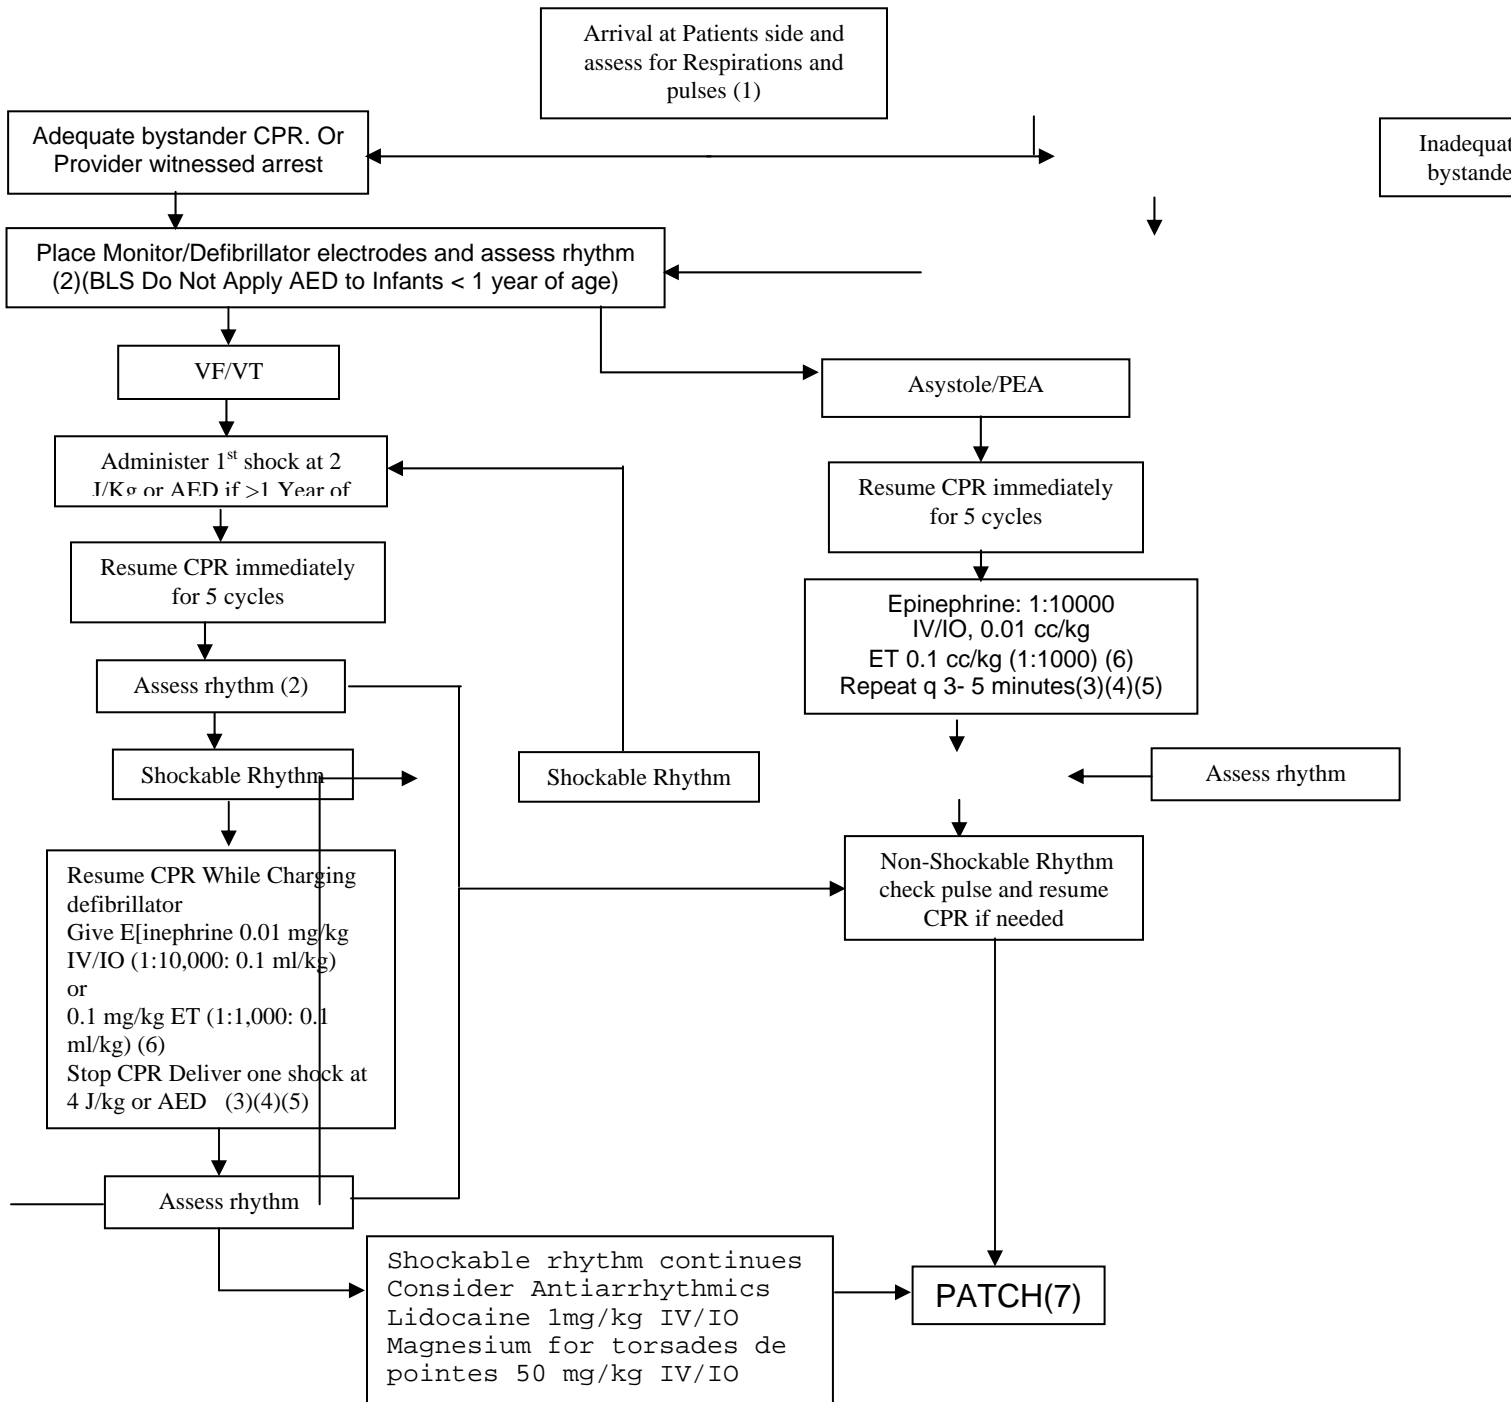 Arrival at Patients side and
assess for Respirations and
pulses (1)
Adequate bystander CPR. Or
Provider witnessed arrest
Inadequat
bystande
Place Monitor/Defibrillator electrodes and assess rhythm
(2)(BLS Do Not Apply AED to Infants < 1 year of age)
VF/VT
Asystole/PEA
Administer 1st shock at 2
J/Kg or AED if >1 Year of
Resume CPR immediately
for 5 cycles
Resume CPR immediately
for 5 cycles
Epinephrine: 1:10000
IV/IO, 0.01 cc/kg
ET 0.1 cc/kg (1:1000) (6)
Repeat q 3- 5 minutes(3)(4)(5)
Assess rhythm (2)
Shockable Rhythm
Shockable Rhythm
Assess rhythm
Resume CPR While Charging
defibrillator
Give E[inephrine 0.01 mg/kg
IV/IO (1:10,000: 0.1 ml/kg)
or
0.1 mg/kg ET (1:1,000: 0.1
ml/kg) (6)
Stop CPR Deliver one shock at
4 J/kg or AED (3)(4)(5)
Non-Shockable Rhythm
check pulse and resume
CPR if needed
Assess rhythm
Shockable rhythm continues
Consider Antiarrhythmics
Lidocaine 1mg/kg IV/IO
Magnesium for torsades de
pointes 50 mg/kg IV/IO
PATCH(7)